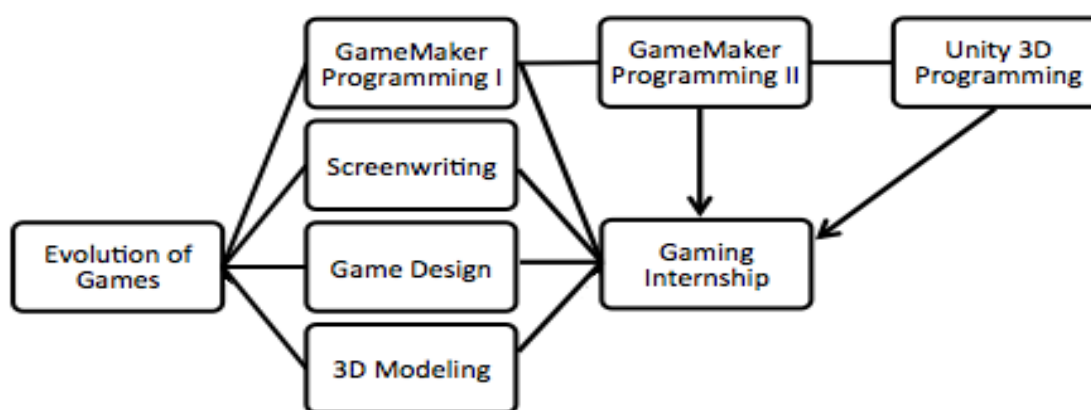 GameMaker
Programming I
GameMaker
Programming II
Unity 3D
Programming
Screenwriting
Evolution of
Games
Game Design
Gaming
Internship
3D Modeling